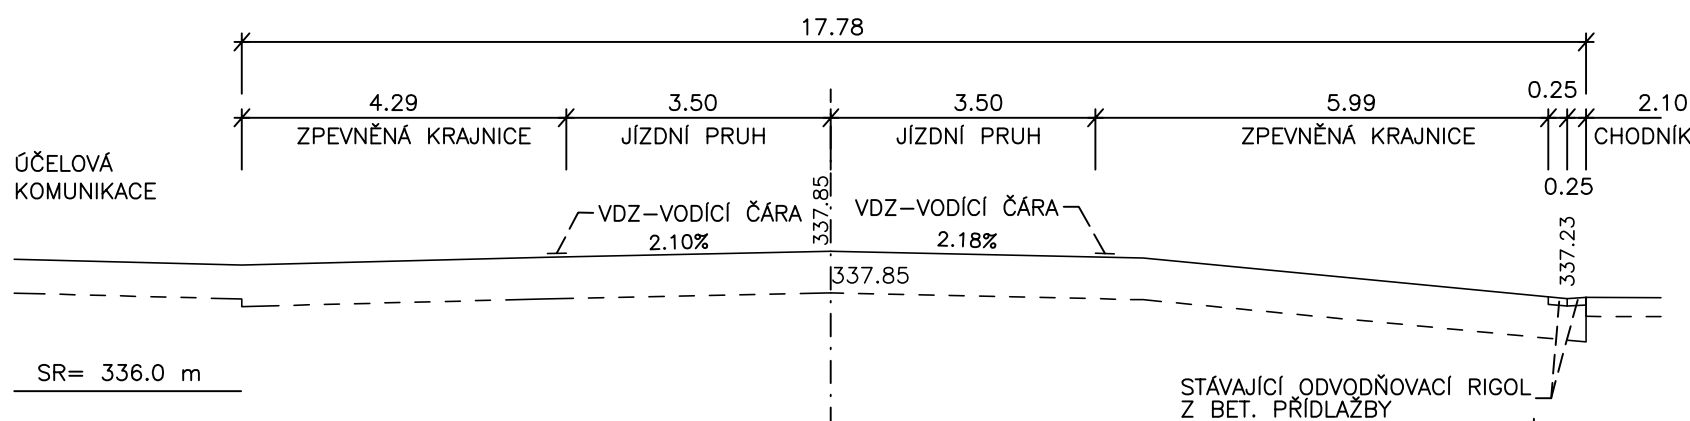 17.78
4.29
3.50
3.50
5.99
0.25
2.10
ZPEVNĚNÁ KRAJNICE
JÍZDNÍ PRUH
JÍZDNÍ PRUH
ZPEVNĚNÁ KRAJNICE
CHODNÍK
ÚČELOVÁ
KOMUNIKACE
0.25
VDZ-VODÍCÍ ČÁRA
337.85
VDZ-VODÍCÍ ČÁRA
2.10%
2.18%
337.23
337.85
SR= 336.0 m
STÁVAJÍCÍ ODVODŇOVACÍ RIGOL
Z BET. PŘÍDLAŽBY